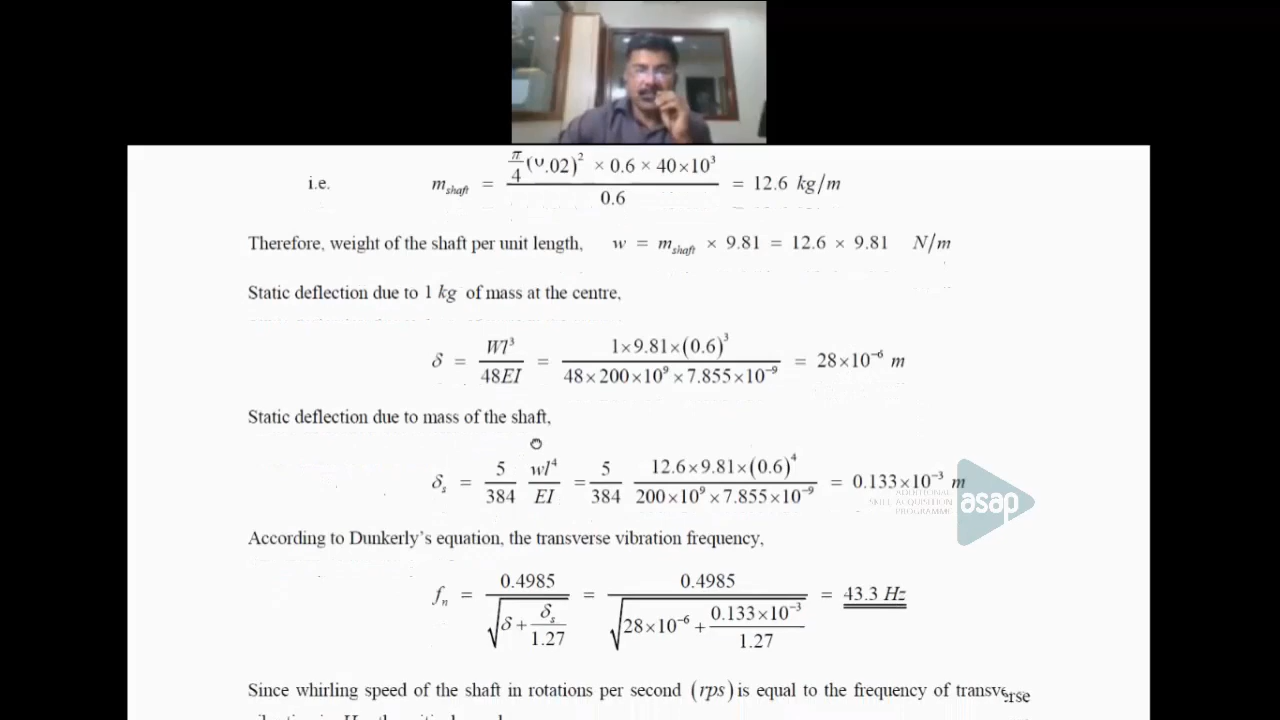 i.e. m_shaft = π/4 (0.02)² × 0.6 × 40×10³ / 0.6 = 12.6 kg/m
Therefore, weight of the shaft per unit length, w = m_shaft × 9.81 = 12.6 × 9.81 N/m
Static deflection due to 1 kg of mass at the centre,
δ = Wl³ / 48EI = 1×9.81×(0.6)³ / 48×200×10⁹×7.855×10⁻⁹ = 28×10⁻⁶ m
Static deflection due to mass of the shaft,
δ_s = 5/384 wl⁴/EI = 5/384 12.6×9.81×(0.6)⁴ / 200×10⁹×7.855×10⁻⁹ = 0.133×10⁻³ m
ADDITIONAL
SKILL ACQUISITION
PROGRAMME
asap
According to Dunkerly's equation, the transverse vibration frequency,
f_n = 0.4985 / √(δ + δ_s/1.27) = 0.4985 / √(28×10⁻⁶ + 0.133×10⁻³/1.27) = 43.3 Hz
Since whirling speed of the shaft in rotations per second (rps) is equal to the frequency of transverse